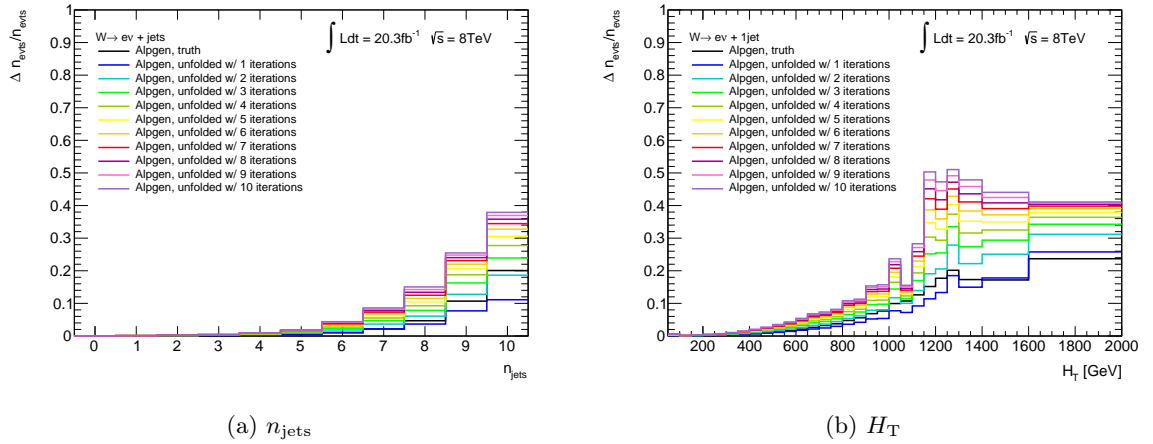 Δ n_evts/n_evts
1
0.9
0.8
0.7
0.6
0.5
0.4
0.3
0.2
0.1
0
W→ eν + jets
∫ Ldt = 20.3fb⁻¹ √s = 8TeV
Alpgen, truth
Alpgen, unfolded w/ 1 iterations
Alpgen, unfolded w/ 2 iterations
Alpgen, unfolded w/ 3 iterations
Alpgen, unfolded w/ 4 iterations
Alpgen, unfolded w/ 5 iterations
Alpgen, unfolded w/ 6 iterations
Alpgen, unfolded w/ 7 iterations
Alpgen, unfolded w/ 8 iterations
Alpgen, unfolded w/ 9 iterations
Alpgen, unfolded w/ 10 iterations
0 1 2 3 4 5 6 7 8 9 10
n_jets
(a) n_jets
Δ n_evts/n_evts
1
0.9
0.8
0.7
0.6
0.5
0.4
0.3
0.2
0.1
0
W→ eν + 1jet
∫ Ldt = 20.3fb⁻¹ √s = 8TeV
Alpgen, truth
Alpgen, unfolded w/ 1 iterations
Alpgen, unfolded w/ 2 iterations
Alpgen, unfolded w/ 3 iterations
Alpgen, unfolded w/ 4 iterations
Alpgen, unfolded w/ 5 iterations
Alpgen, unfolded w/ 6 iterations
Alpgen, unfolded w/ 7 iterations
Alpgen, unfolded w/ 8 iterations
Alpgen, unfolded w/ 9 iterations
Alpgen, unfolded w/ 10 iterations
200 400 600 800 1000 1200 1400 1600 1800 2000
H_T [GeV]
(b) H_T